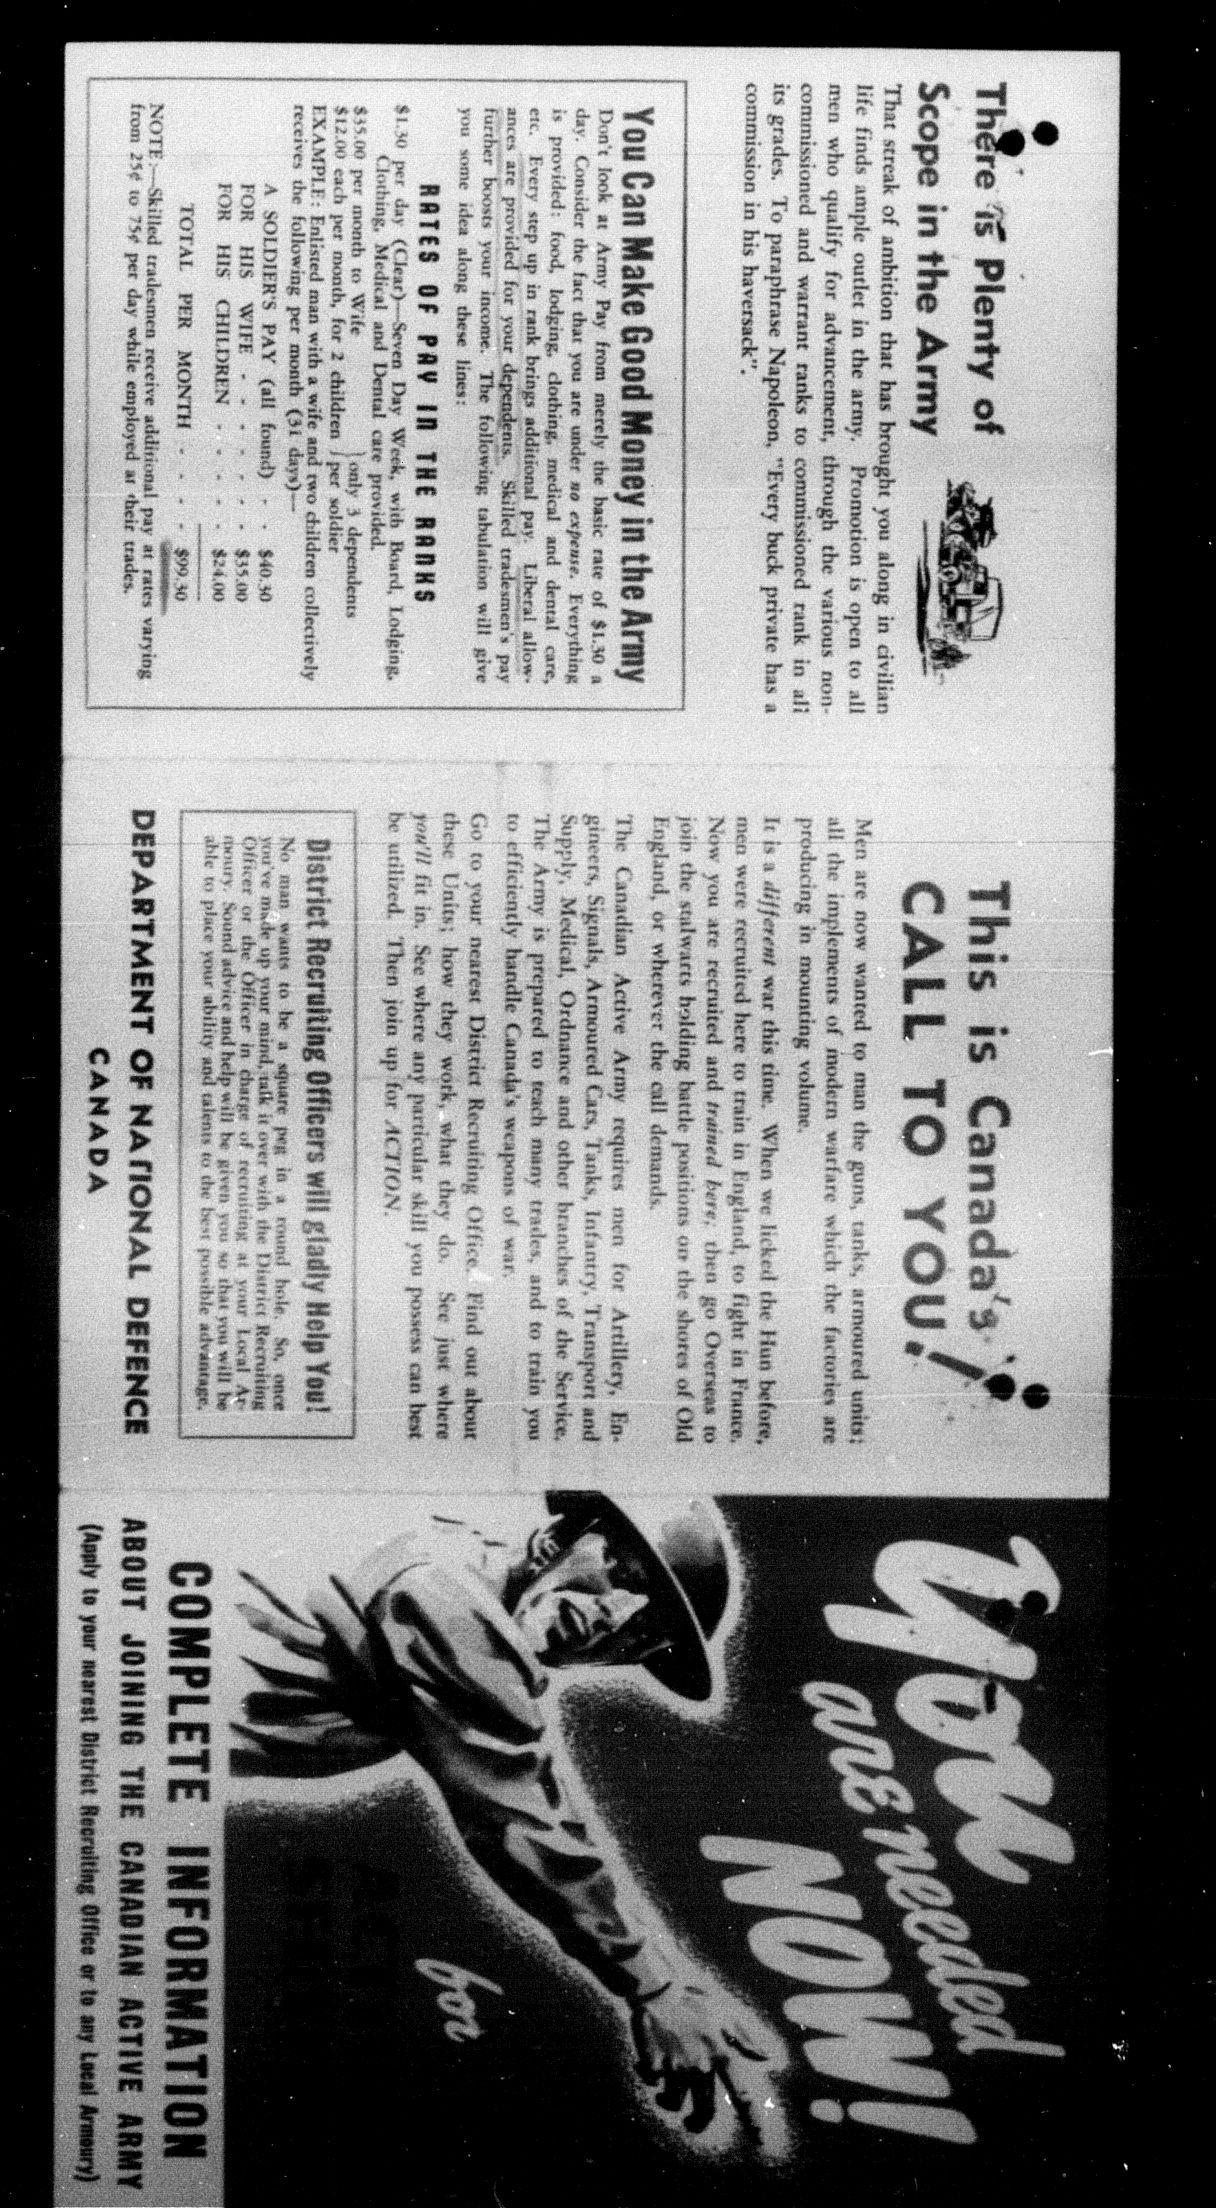 There is Plenty of
Scope in the Army
That streak of ambition that has brought you along in civilian
life finds ample outlet in the army. Promotion is open to all
men who qualify for advancement, through the various non-
commissioned and warrant ranks to commissioned rank in all
its grades. To paraphrase Napoleon, "Every buck private has a
commission in his haversack".
You Can Make Good Money in the Army
Don't look at Army Pay from merely the basic rate of $1.30 a
day. Consider the fact that you are under no expense. Everything
is provided: food, lodging, clothing, medical and dental care,
etc. Every step up in rank brings additional pay. Liberal allow-
ances are provided for your dependents. Skilled tradesmen's pay
further boosts your income. The following tabulation will give
you some idea along these lines:
RATES OF PAY IN THE RANKS
$1.30 per day (Clear)—Seven Day Week, with Board, Lodging,
Clothing, Medical and Dental care provided.
$35.00 per month to Wife } only 3 dependents
$12.00 each per month, for 2 children } per soldier
EXAMPLE: Enlisted man with a wife and two children collectively
receives the following per month (31 days)—
A SOLDIER'S PAY (all found) - - $40.30
FOR HIS WIFE - - - - - $35.00
FOR HIS CHILDREN - - - - $24.00
TOTAL PER MONTH - - - - $99.30
NOTE:—Skilled tradesmen receive additional pay at rates varying
from 25¢ to 75¢ per day while employed at their trades.
This is Canada's
CALL TO YOU!
Men are now wanted to man the guns, tanks, armoured units;
all the implements of modern warfare which the factories are
producing in mounting volume.
It is a different war this time. When we licked the Hun before,
men were recruited here to train in England, to fight in France.
Now you are recruited and trained here; then go Overseas to
join the stalwarts holding battle positions on the shores of Old
England, or wherever the call demands.
The Canadian Active Army requires men for Artillery, En-
gineers, Signals, Armoured Cars, Tanks, Infantry, Transport and
Supply, Medical, Ordnance and other branches of the Service.
The Army is prepared to teach many trades, and to train you
to efficiently handle Canada's weapons of war.
Go to your nearest District Recruiting Office. Find out about
these Units; how they work, what they do. See just where
you'll fit in. See where any particular skill you possess can best
be utilized. Then join up for ACTION.
District Recruiting Officers will gladly Help You!
No man wants to be a square peg in a round hole. So, once
you've made up your mind, talk it over with the District Recruiting
Officer or the Officer in charge of recruiting at your Local Ar-
moury. Sound advice and help will be given you so that you will be
able to place your ability and talents to the best possible advantage.
DEPARTMENT OF NATIONAL DEFENCE
CANADA
You
are needed
NOW!
for
COMPLETE INFORMATION
ABOUT JOINING THE CANADIAN ACTIVE ARMY
(Apply to your nearest District Recruiting Office or to any Local Armoury)